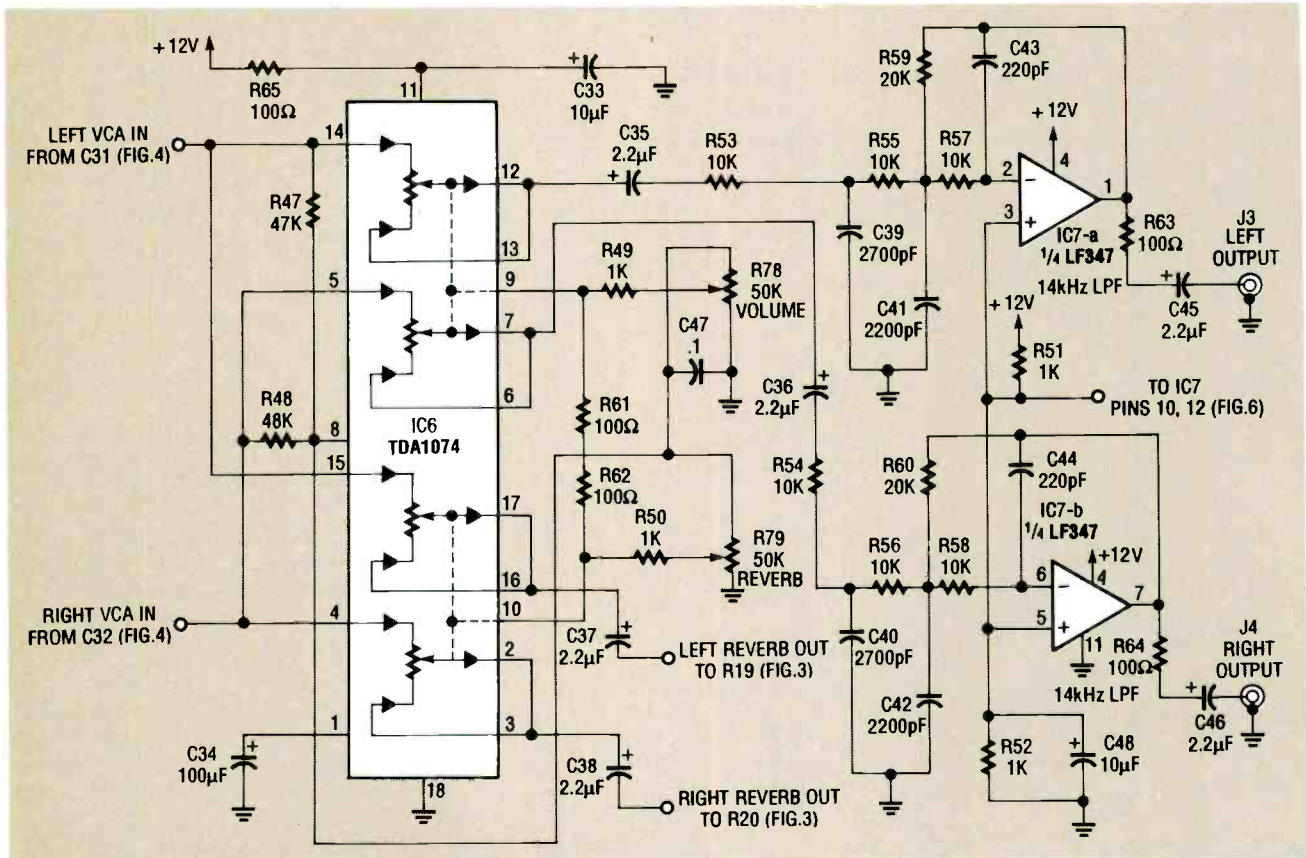 +12V
R65
100Ω
11
C33
10µF
+
LEFT VCA IN
FROM C31 (FIG.4)
14
R47
47K
12
13
C35
2.2µF
+
R53
10K
R59
20K
C43
220pF
R55
10K
R57
10K
+12V
4
2
3
−
+
1
IC7-a
1/4 LF347
14kHz LPF
R63
100Ω
J3
LEFT
OUTPUT
+
C45
2.2µF
C39
2700pF
C41
2200pF
5
9
7
6
R49
1K
R78
50K
VOLUME
C47
.1
R48
48K
8
IC6
TDA1074
15
R61
100Ω
R62
100Ω
R50
1K
R79
50K
REVERB
17
16
10
+
C36
2.2µF
R54
10K
+12V
R51
1K
TO IC7
PINS 10, 12 (FIG.6)
R60
20K
C44
220pF
IC7-b
1/4 LF347
R56
10K
R58
10K
+12V
4
6
5
−
+
7
11
14kHz LPF
R64
100Ω
J4
RIGHT
OUTPUT
+
C46
2.2µF
C40
2700pF
C42
2200pF
R52
1K
+
C48
10µF
RIGHT VCA IN
FROM C32 (FIG.4)
4
2
3
1
18
C34
100µF
+
C37
2.2µF
+
LEFT REVERB OUT
TO R19 (FIG.3)
C38
2.2µF
+
RIGHT REVERB OUT
TO R20 (FIG.3)